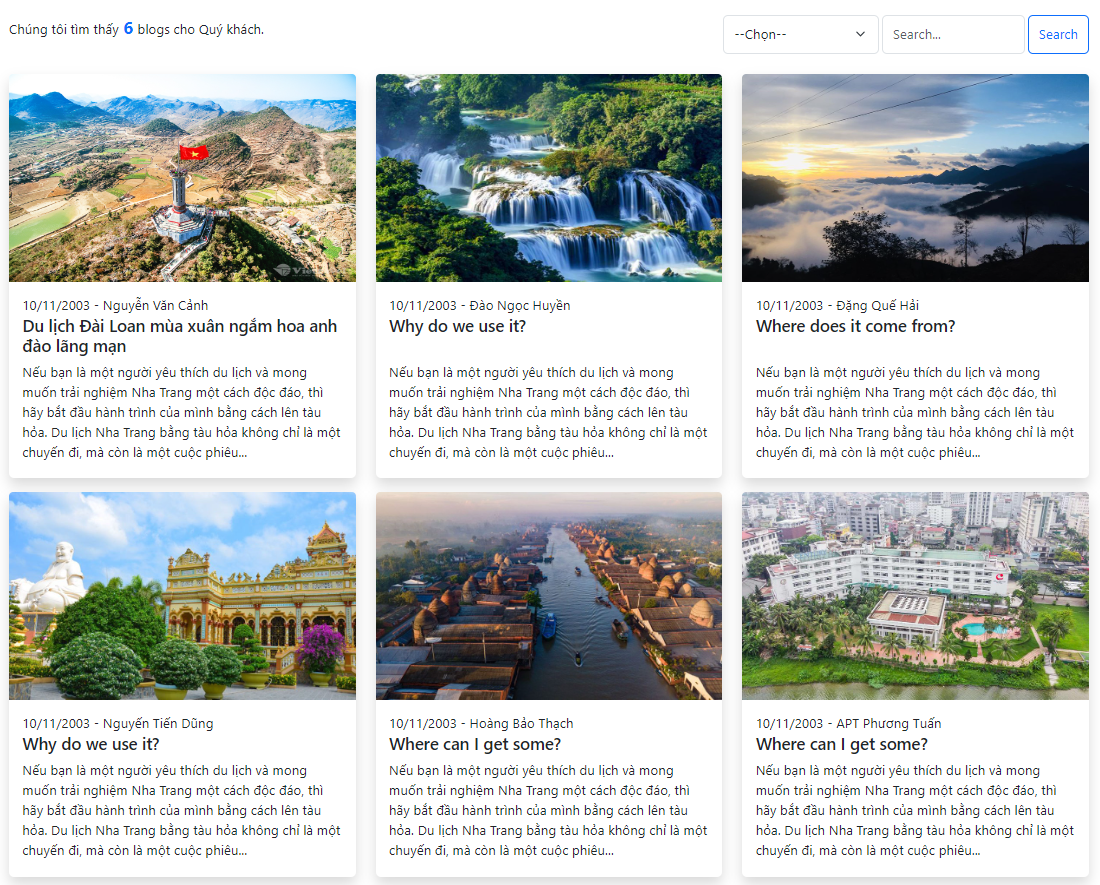 Chúng tôi tìm thấy 6 blogs cho Quý khách.
--Chọn--
Search...
Search
10/11/2003 - Nguyễn Văn Cảnh
Du lịch Đài Loan mùa xuân ngắm hoa anh
đào lãng mạn
Nếu bạn là một người yêu thích du lịch và mong
muốn trải nghiệm Nha Trang một cách độc đáo, thì
hãy bắt đầu hành trình của mình bằng cách lên tàu
hỏa. Du lịch Nha Trang bằng tàu hỏa không chỉ là một
chuyến đi, mà còn là một cuộc phiêu...
10/11/2003 - Đào Ngọc Huyền
Why do we use it?
Nếu bạn là một người yêu thích du lịch và mong
muốn trải nghiệm Nha Trang một cách độc đáo, thì
hãy bắt đầu hành trình của mình bằng cách lên tàu
hỏa. Du lịch Nha Trang bằng tàu hỏa không chỉ là một
chuyến đi, mà còn là một cuộc phiêu...
10/11/2003 - Đặng Quế Hải
Where does it come from?
Nếu bạn là một người yêu thích du lịch và mong
muốn trải nghiệm Nha Trang một cách độc đáo, thì
hãy bắt đầu hành trình của mình bằng cách lên tàu
hỏa. Du lịch Nha Trang bằng tàu hỏa không chỉ là một
chuyến đi, mà còn là một cuộc phiêu...
10/11/2003 - Nguyến Tiến Dũng
Why do we use it?
Nếu bạn là một người yêu thích du lịch và mong
muốn trải nghiệm Nha Trang một cách độc đáo, thì
hãy bắt đầu hành trình của mình bằng cách lên tàu
hỏa. Du lịch Nha Trang bằng tàu hỏa không chỉ là một
chuyến đi, mà còn là một cuộc phiêu...
10/11/2003 - Hoàng Bảo Thạch
Where can I get some?
Nếu bạn là một người yêu thích du lịch và mong
muốn trải nghiệm Nha Trang một cách độc đáo, thì
hãy bắt đầu hành trình của mình bằng cách lên tàu
hỏa. Du lịch Nha Trang bằng tàu hỏa không chỉ là một
chuyến đi, mà còn là một cuộc phiêu...
10/11/2003 - APT Phương Tuấn
Where can I get some?
Nếu bạn là một người yêu thích du lịch và mong
muốn trải nghiệm Nha Trang một cách độc đáo, thì
hãy bắt đầu hành trình của mình bằng cách lên tàu
hỏa. Du lịch Nha Trang bằng tàu hỏa không chỉ là một
chuyến đi, mà còn là một cuộc phiêu...